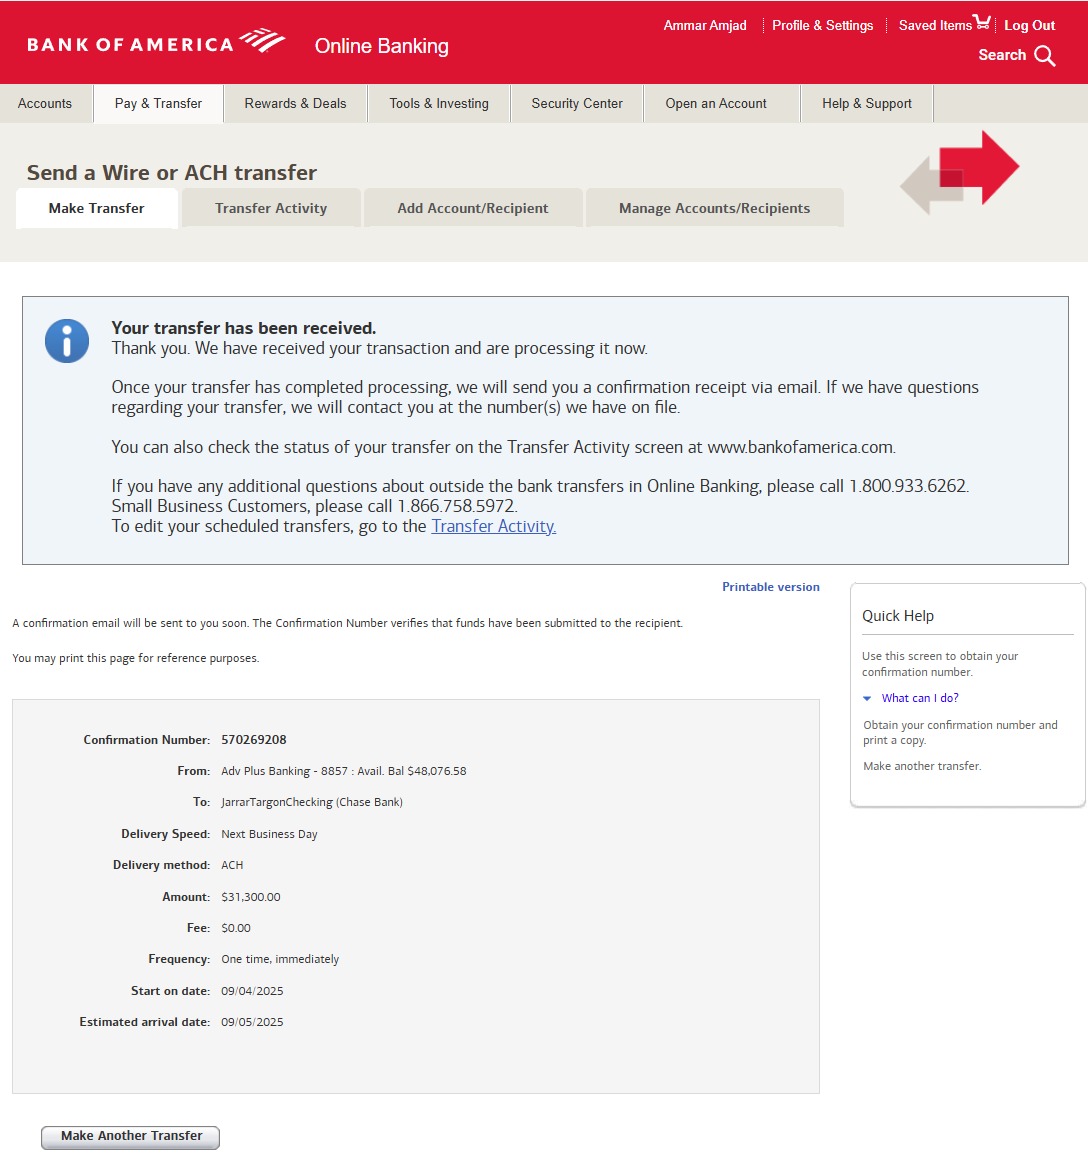 BANK OF AMERICA Online Banking
Ammar Amjad Profile & Settings Saved Items Log Out
Search
Accounts Pay & Transfer Rewards & Deals Tools & Investing Security Center Open an Account Help & Support
Send a Wire or ACH transfer
Make Transfer Transfer Activity Add Account/Recipient Manage Accounts/Recipients
Your transfer has been received.
Thank you. We have received your transaction and are processing it now.
Once your transfer has completed processing, we will send you a confirmation receipt via email. If we have questions
regarding your transfer, we will contact you at the number(s) we have on file.
You can also check the status of your transfer on the Transfer Activity screen at www.bankofamerica.com.
If you have any additional questions about outside the bank transfers in Online Banking, please call 1.800.933.6262.
Small Business Customers, please call 1.866.758.5972.
To edit your scheduled transfers, go to the Transfer Activity.
Printable version
A confirmation email will be sent to you soon. The Confirmation Number verifies that funds have been submitted to the recipient.
You may print this page for reference purposes.
Confirmation Number: 570269208
From: Adv Plus Banking - 8857 : Avail. Bal $48,076.58
To: JarrarTargonChecking (Chase Bank)
Delivery Speed: Next Business Day
Delivery method: ACH
Amount: $31,300.00
Fee: $0.00
Frequency: One time, immediately
Start on date: 09/04/2025
Estimated arrival date: 09/05/2025
Make Another Transfer
Quick Help
Use this screen to obtain your
confirmation number.
What can I do?
Obtain your confirmation number and
print a copy.
Make another transfer.